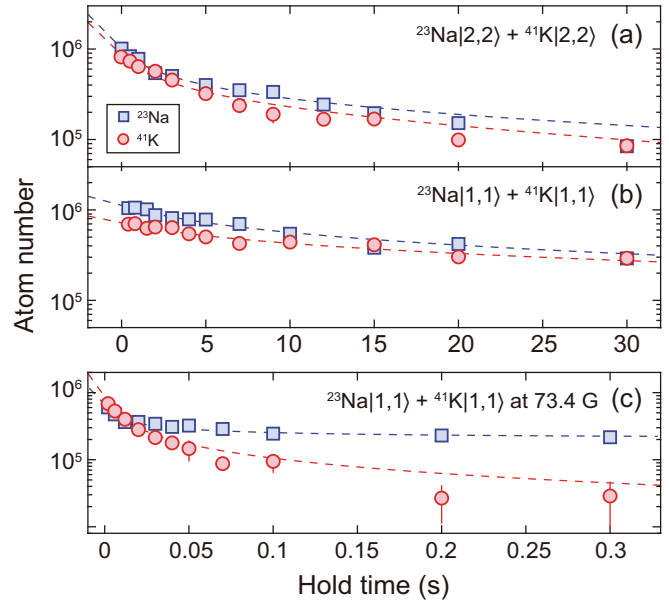 ²³Na|2,2⟩ + ⁴¹K|2,2⟩ (a)
10⁶
²³Na
⁴¹K
10⁵
²³Na|1,1⟩ + ⁴¹K|1,1⟩ (b)
10⁶
Atom number
10⁵
0 5 10 15 20 25 30
²³Na|1,1⟩ + ⁴¹K|1,1⟩ at 73.4 G (c)
10⁶
10⁵
0 0.05 0.1 0.15 0.2 0.25 0.3
Hold time (s)